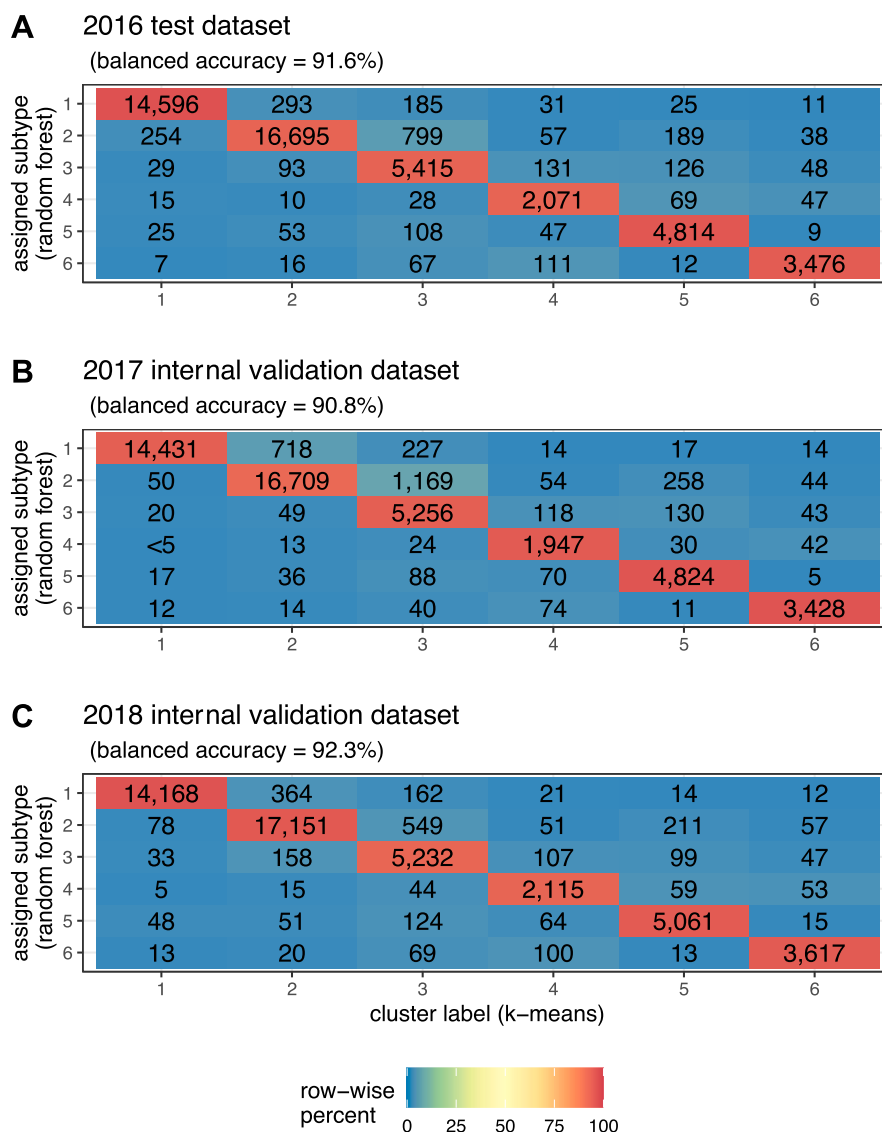 A 2016 test dataset
(balanced accuracy = 91.6%)
assigned subtype
(random forest)
1 14,596 293 185 31 25 11
2 254 16,695 799 57 189 38
3 29 93 5,415 131 126 48
4 15 10 28 2,071 69 47
5 25 53 108 47 4,814 9
6 7 16 67 111 12 3,476
1 2 3 4 5 6
B 2017 internal validation dataset
(balanced accuracy = 90.8%)
assigned subtype
(random forest)
1 14,431 718 227 14 17 14
2 50 16,709 1,169 54 258 44
3 20 49 5,256 118 130 43
4 <5 13 24 1,947 30 42
5 17 36 88 70 4,824 5
6 12 14 40 74 11 3,428
1 2 3 4 5 6
C 2018 internal validation dataset
(balanced accuracy = 92.3%)
assigned subtype
(random forest)
1 14,168 364 162 21 14 12
2 78 17,151 549 51 211 57
3 33 158 5,232 107 99 47
4 5 15 44 2,115 59 53
5 48 51 124 64 5,061 15
6 13 20 69 100 13 3,617
1 2 3 4 5 6
cluster label (k−means)
row−wise
percent
0 25 50 75 100